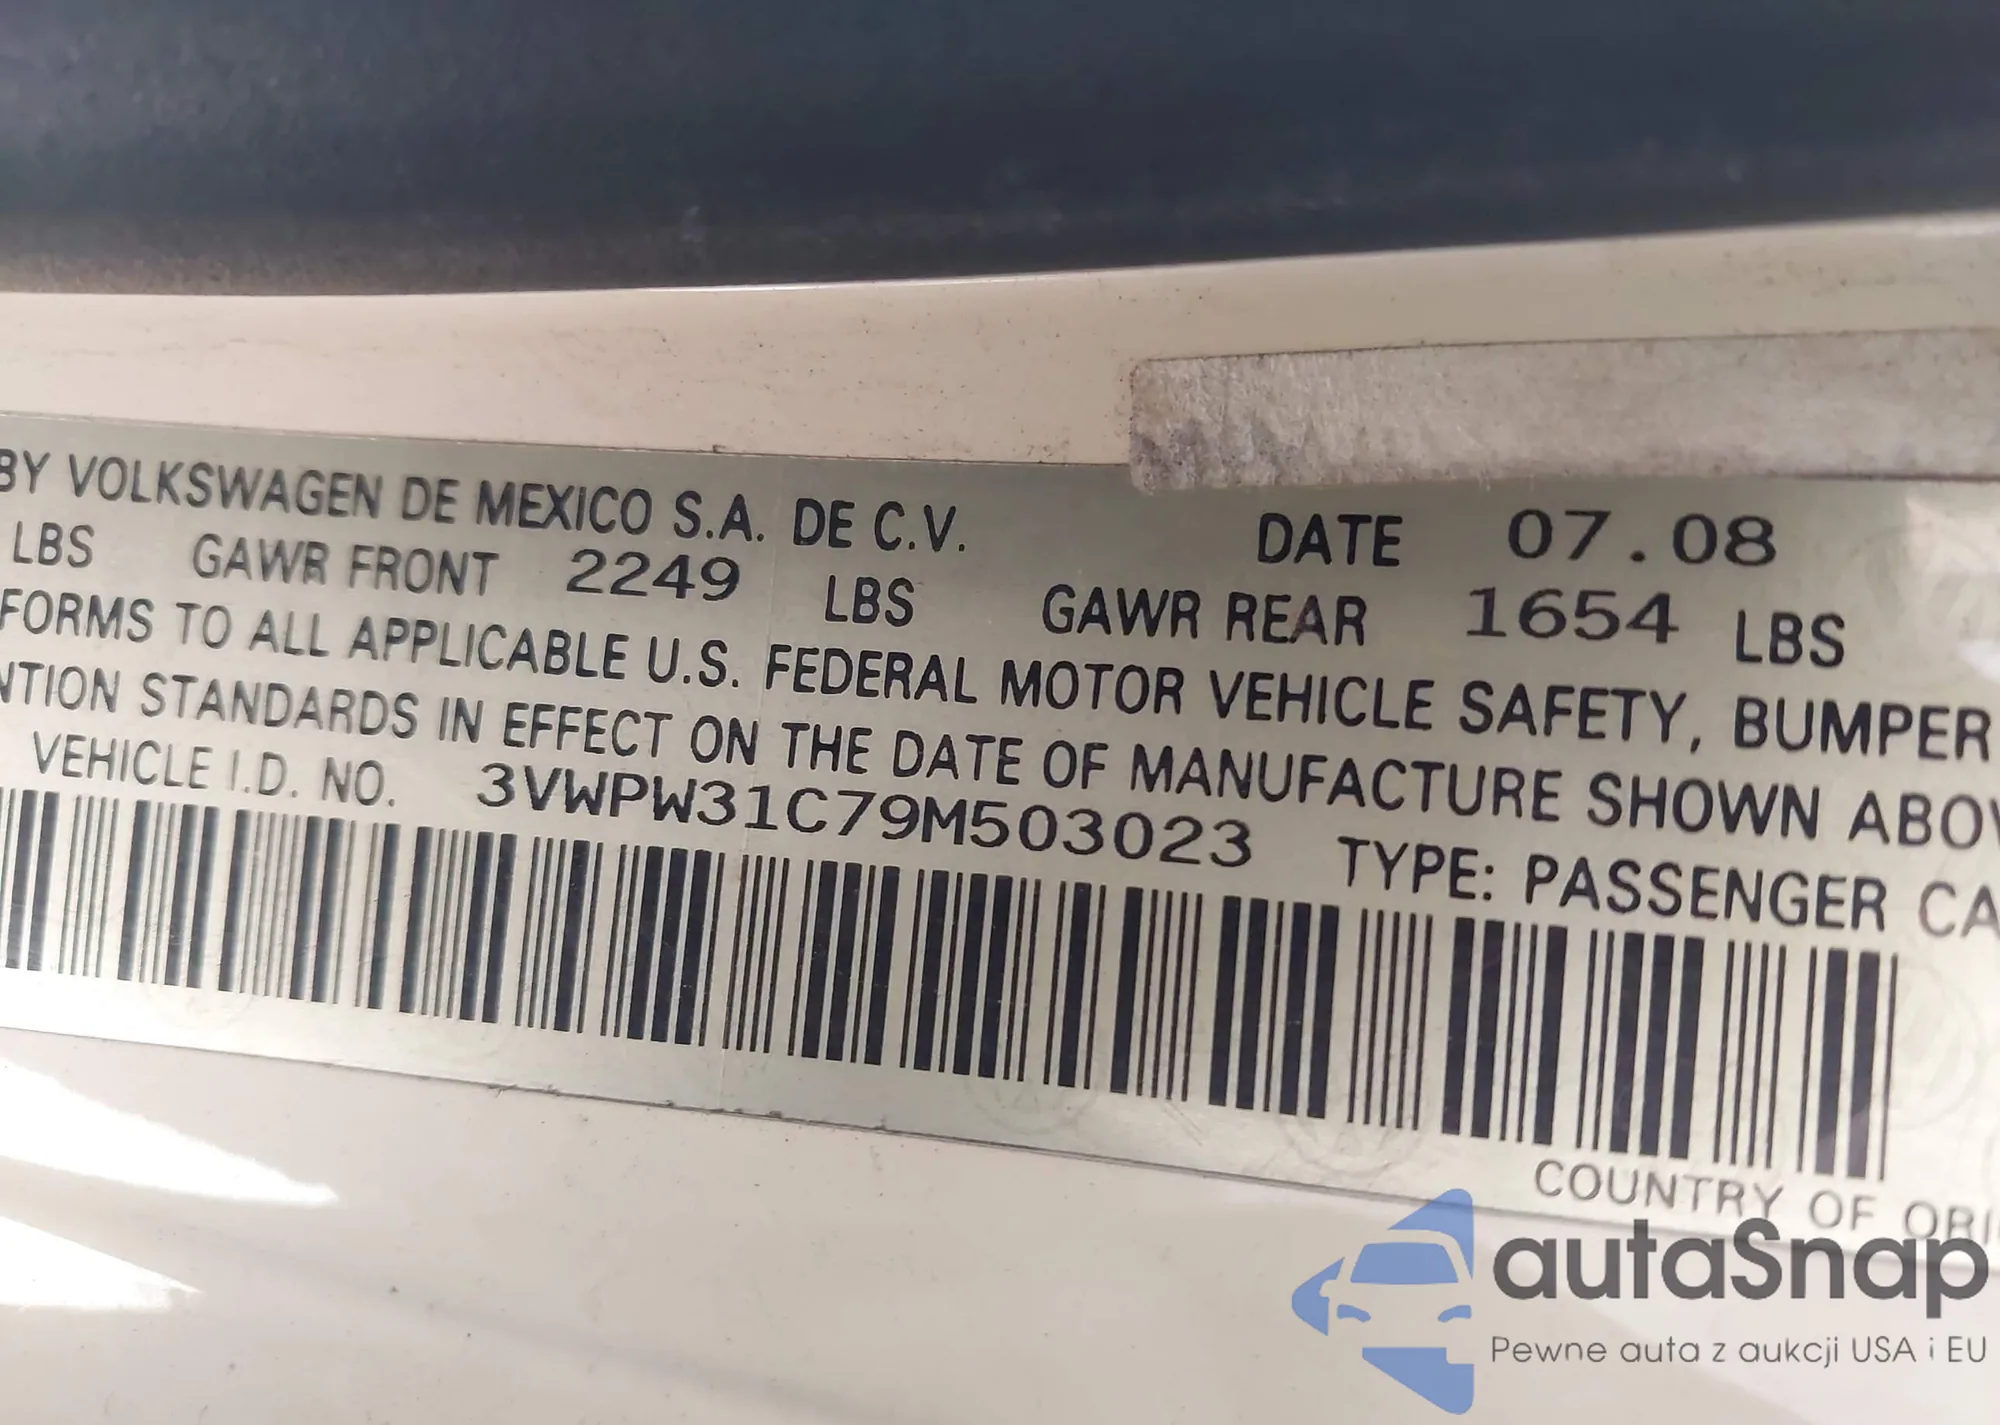 BY VOLKSWAGEN DE MEXICO S.A. DE C.V. DATE 07.08
LBS GAWR FRONT 2249 LBS GAWR REAR 1654 LBS
FORMS TO ALL APPLICABLE U.S. FEDERAL MOTOR VEHICLE SAFETY, BUMPER
NTION STANDARDS IN EFFECT ON THE DATE OF MANUFACTURE SHOWN ABOV
VEHICLE I.D. NO. 3VWPW31C79M503023 TYPE: PASSENGER CA
COUNTRY OF ORI
autaSnap
Pewne auta z aukcji USA i EU